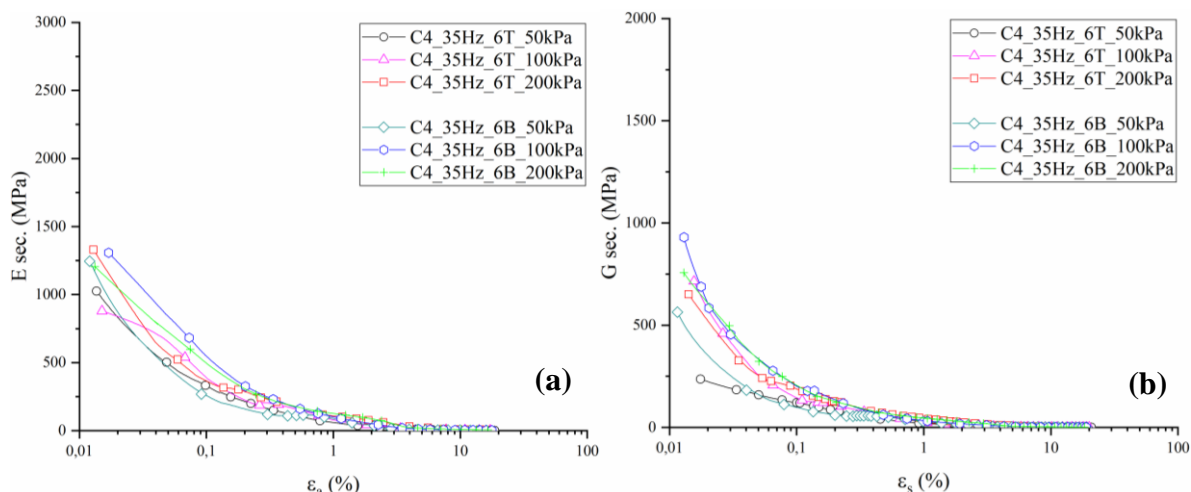 3000
2500
2000
1500
1000
500
0
E sec. (MPa)
0,01
0,1
1
10
100
εa (%)
C4_35Hz_6T_50kPa
C4_35Hz_6T_100kPa
C4_35Hz_6T_200kPa
C4_35Hz_6B_50kPa
C4_35Hz_6B_100kPa
C4_35Hz_6B_200kPa
(a)
2000
1500
1000
500
0
G sec. (MPa)
0,01
0,1
1
10
100
εs (%)
C4_35Hz_6T_50kPa
C4_35Hz_6T_100kPa
C4_35Hz_6T_200kPa
C4_35Hz_6B_50kPa
C4_35Hz_6B_100kPa
C4_35Hz_6B_200kPa
(b)